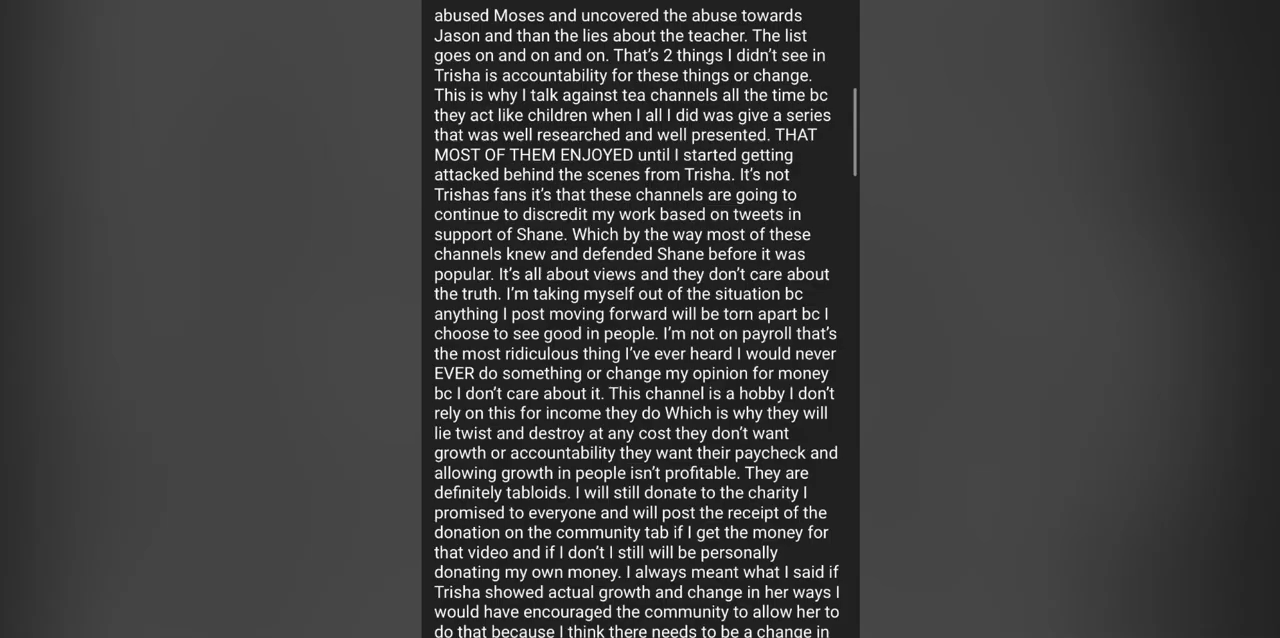 abused Moses and uncovered the abuse towards
Jason and than the lies about the teacher. The list
goes on and on and on. That's 2 things I didn't see in
Trisha is accountability for these things or change.
This is why I talk against tea channels all the time bc
they act like children when I all I did was give a series
that was well researched and well presented. THAT
MOST OF THEM ENJOYED until I started getting
attacked behind the scenes from Trisha. It's not
Trishas fans it's that these channels are going to
continue to discredit my work based on tweets in
support of Shane. Which by the way most of these
channels knew and defended Shane before it was
popular. It's all about views and they don't care about
the truth. I'm taking myself out of the situation bc
anything I post moving forward will be torn apart bc I
choose to see good in people. I'm not on payroll that's
the most ridiculous thing I've ever heard I would never
EVER do something or change my opinion for money
bc I don't care about it. This channel is a hobby I don't
rely on this for income they do Which is why they will
lie twist and destroy at any cost they don't want
growth or accountability they want their paycheck and
allowing growth in people isn't profitable. They are
definitely tabloids. I will still donate to the charity I
promised to everyone and will post the receipt of the
donation on the community tab if I get the money for
that video and if I don't I still will be personally
donating my own money. I always meant what I said if
Trisha showed actual growth and change in her ways I
would have encouraged the community to allow her to
do that because I think there needs to be a change in